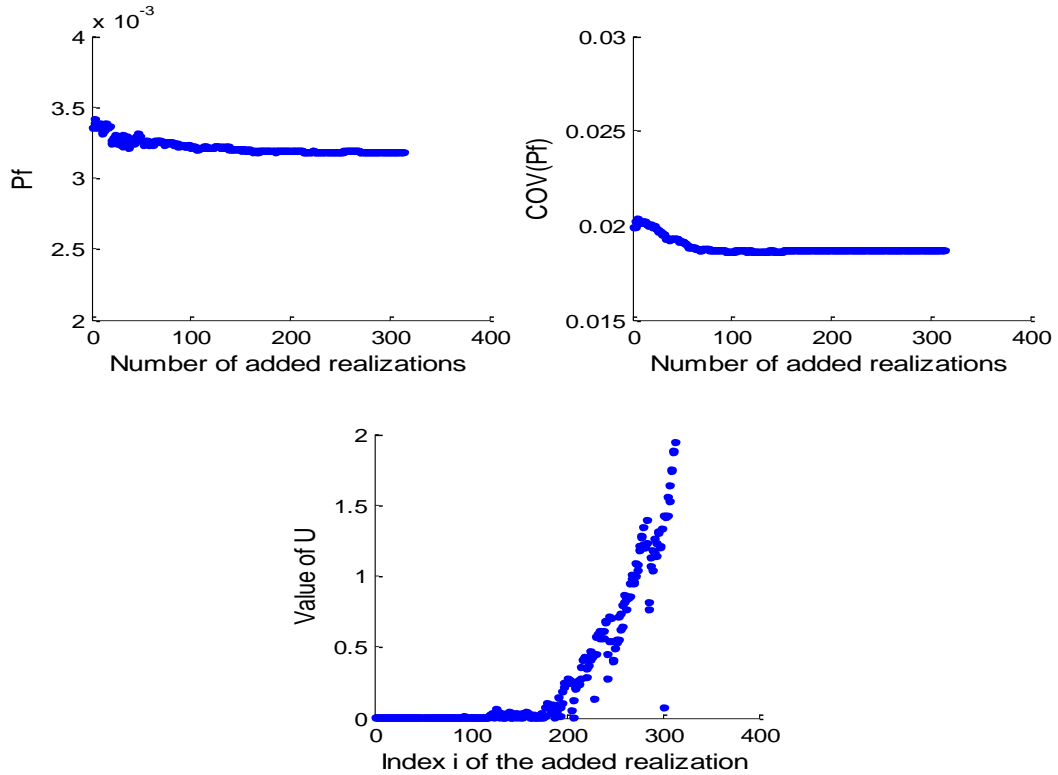 x 10⁻³
4
3.5
3
2.5
2
Pf
0 100 200 300 400
Number of added realizations
0.03
0.025
0.02
0.015
COV(Pf)
0 100 200 300 400
Number of added realizations
2
1.5
1
0.5
0
Value of U
0 100 200 300 400
Index i of the added realization